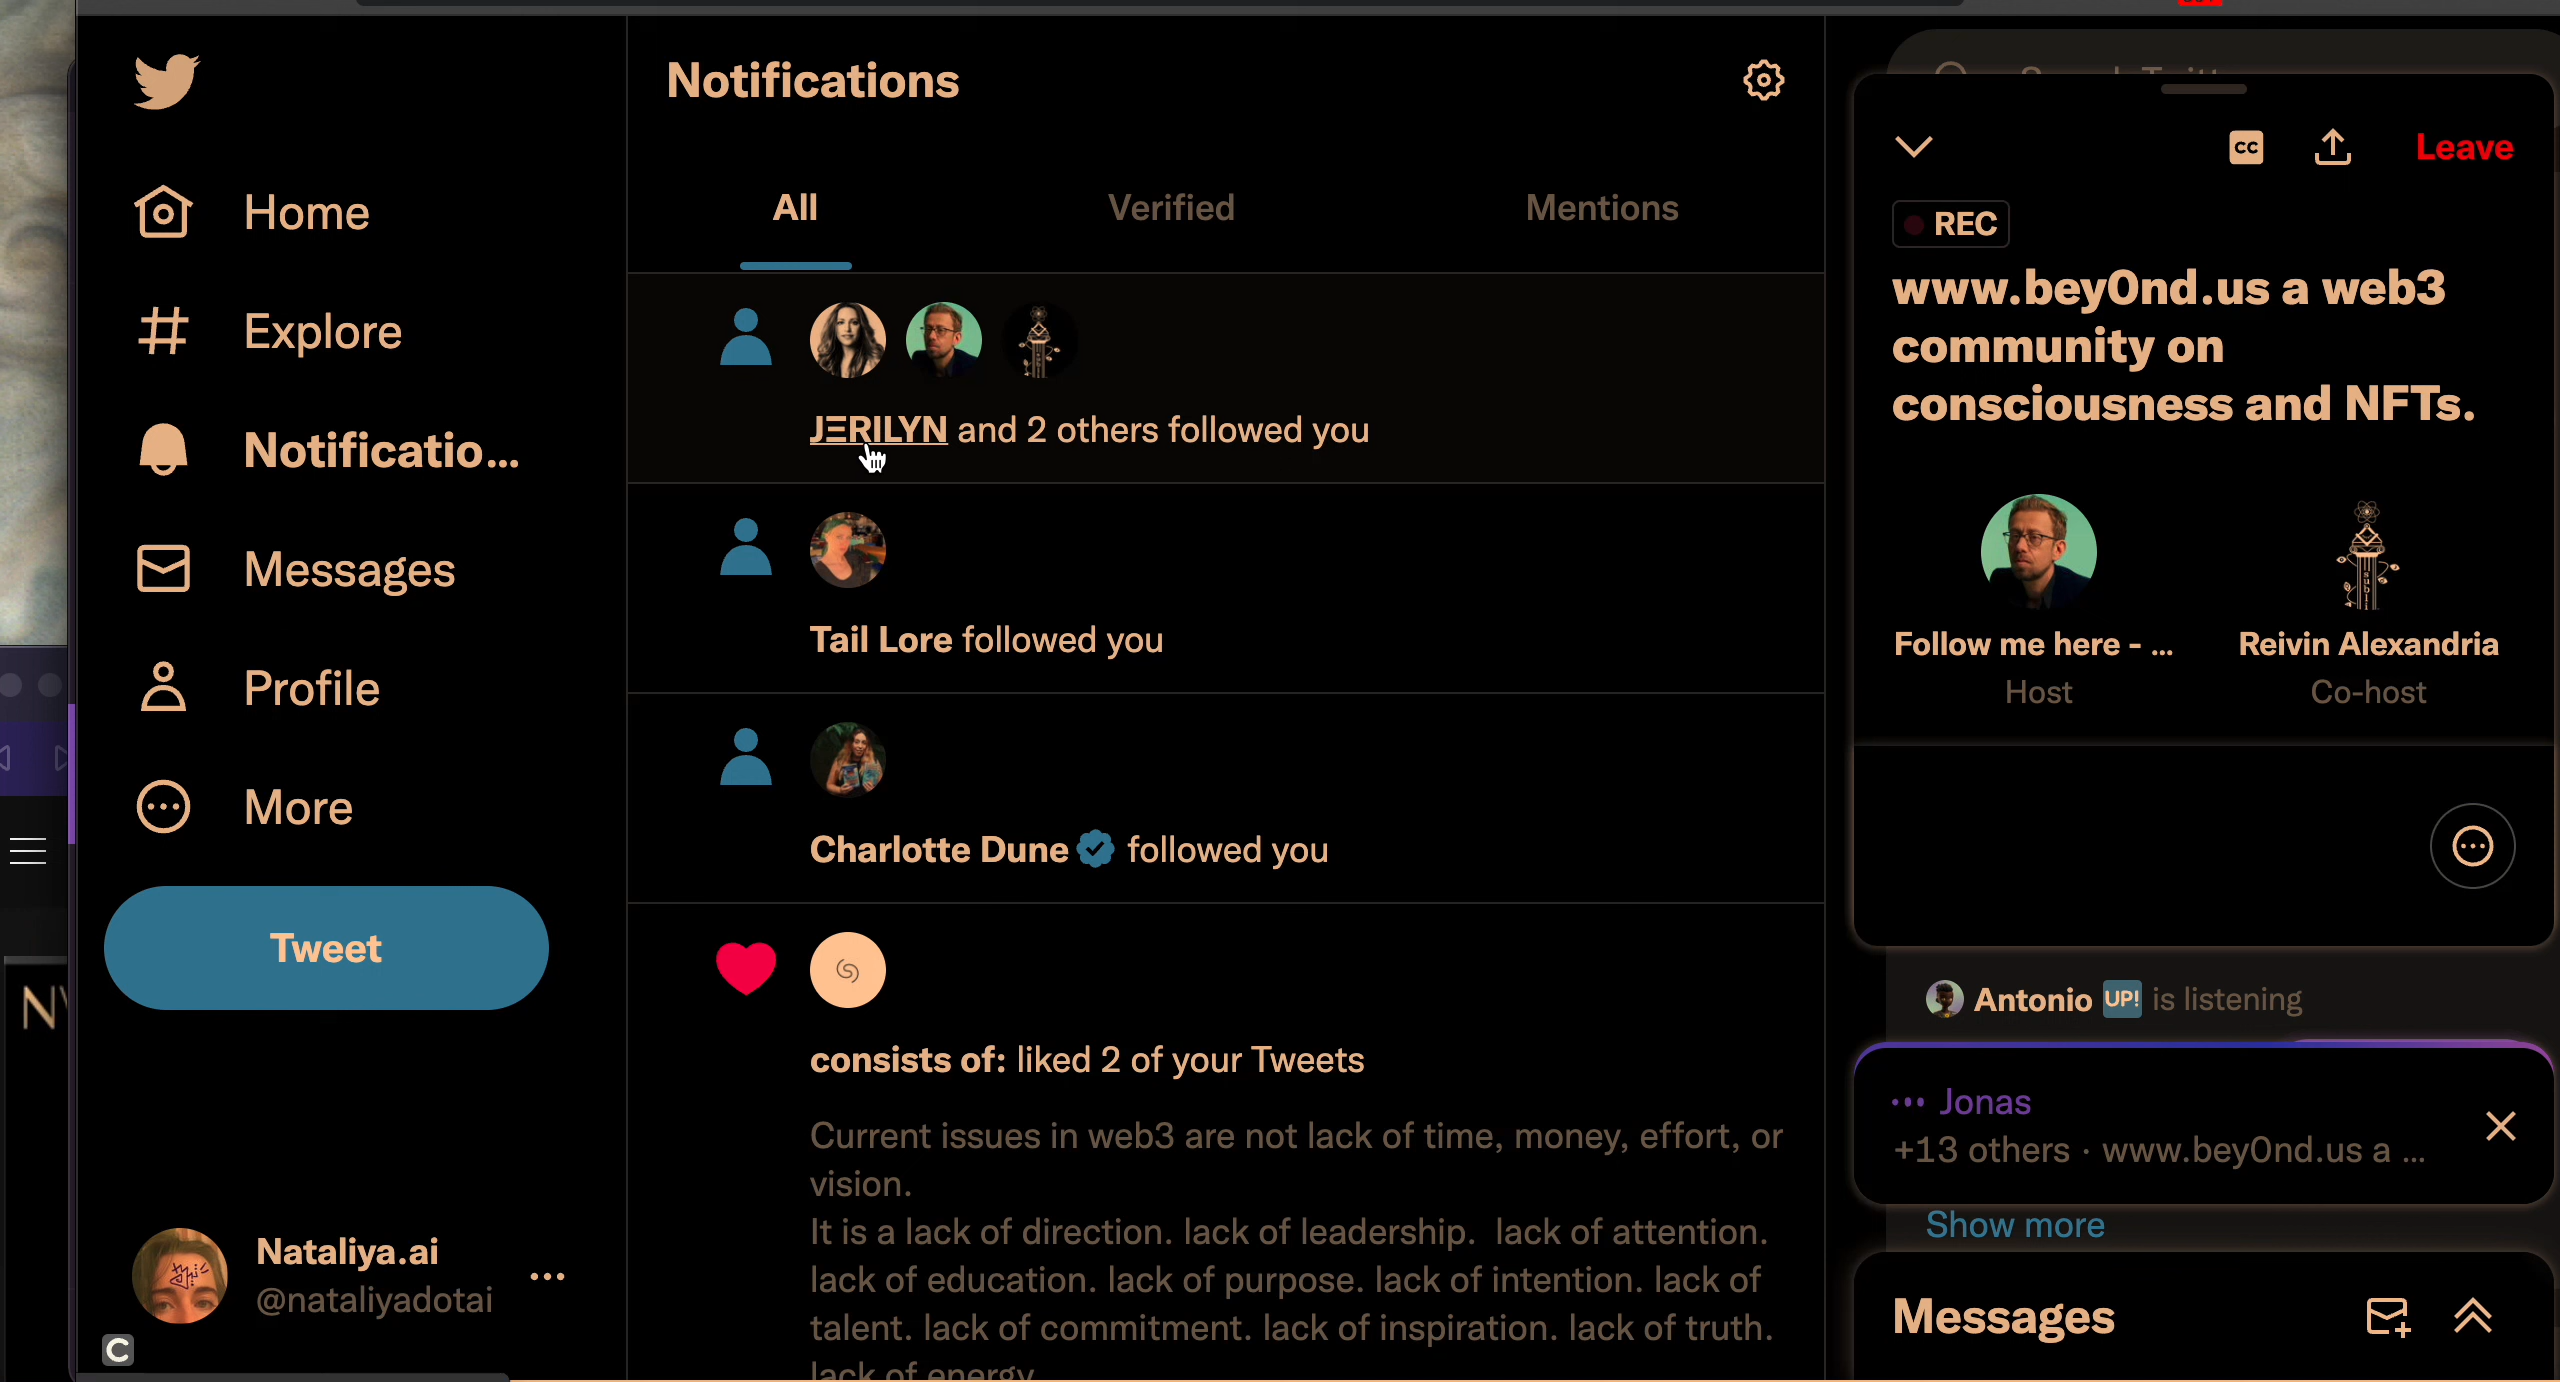 Home
Explore
Notificatio...
Messages
Profile
More
Tweet
Nataliya.ai
@nataliyadotai
C
Notifications
All
Verified
Mentions
JΞRILYN and 2 others followed you
Tail Lore followed you
Charlotte Dune followed you
consists of: liked 2 of your Tweets
Current issues in web3 are not lack of time, money, effort, or
vision.
It is a lack of direction. lack of leadership. lack of attention.
lack of education. lack of purpose. lack of intention. lack of
talent. lack of commitment. lack of inspiration. lack of truth.
lack of energy
CC
Leave
REC
www.bey0nd.us a web3
community on
consciousness and NFTs.
subli
Follow me here - ...
Host
Reivin Alexandria
Co-host
Antonio UP! is listening
Jonas
+13 others · www.bey0nd.us a ...
Show more
Messages